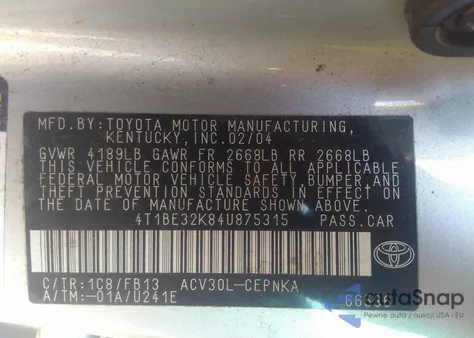 MFD.BY:TOYOTA MOTOR MANUFACTURING,
KENTUCKY, INC.02/04
GVWR 4189LB GAWR FR 2668LB RR 2668LB
THIS VEHICLE CONFORMS TO ALL APPLICABLE
FEDERAL MOTOR VEHICLE SAFETY,BUMPER,AND
THEFT PREVENTION STANDARDS IN EFFECT ON
THE DATE OF MANUFACTURE SHOWN ABOVE.
4T1BE32K84U875315 PASS.CAR
C/TR:1C8/FB13 ACV30L-CEPNKA
A/TM:-01A/U241E
autaSnap
Pewne auta z aukcji USA i EU